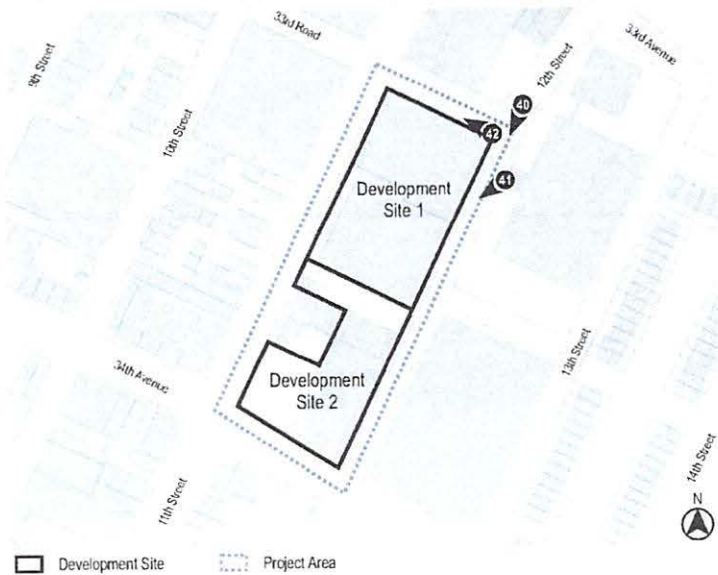 33rd Road
12th Street
33rd Avenue
9th Street
10th Street
40
42
41
Development
Site 1
34th Avenue
Development
Site 2
13th Street
11th Street
14th Street
N
Development Site
Project Area